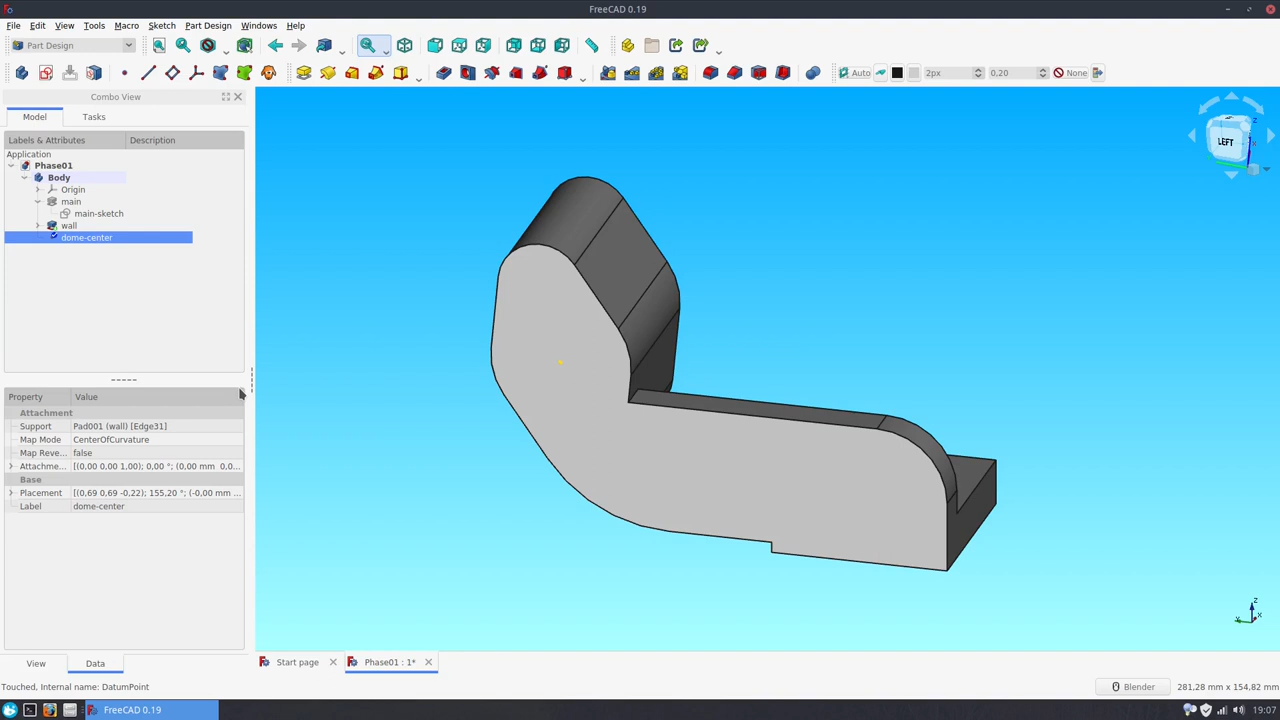 FreeCAD 0.19
File Edit View Tools Macro Sketch Part Design Windows Help
Part Design
Auto 2px 0,20 None
Combo View
Model Tasks
Labels & Attributes Description
Application
Phase01
Body
Origin
main
main-sketch
wall
dome-center
LEFT
Z
X
Property Value
Attachment
Support Pad001 (wall) [Edge31]
Map Mode CenterOfCurvature
Map Reve... false
Attachme... [(0,00 0,00 1,00); 0,00 °; (0,00 mm 0,0...
Base
Placement [(0,69 0,69 -0,22); 155,20 °; (-0,00 mm ...
Label dome-center
Z
Y
X
View Data
Start page Phase01 : 1*
Touched, Internal name: DatumPoint
Blender 281,28 mm x 154,82 mm
FreeCAD 0.19 19:07